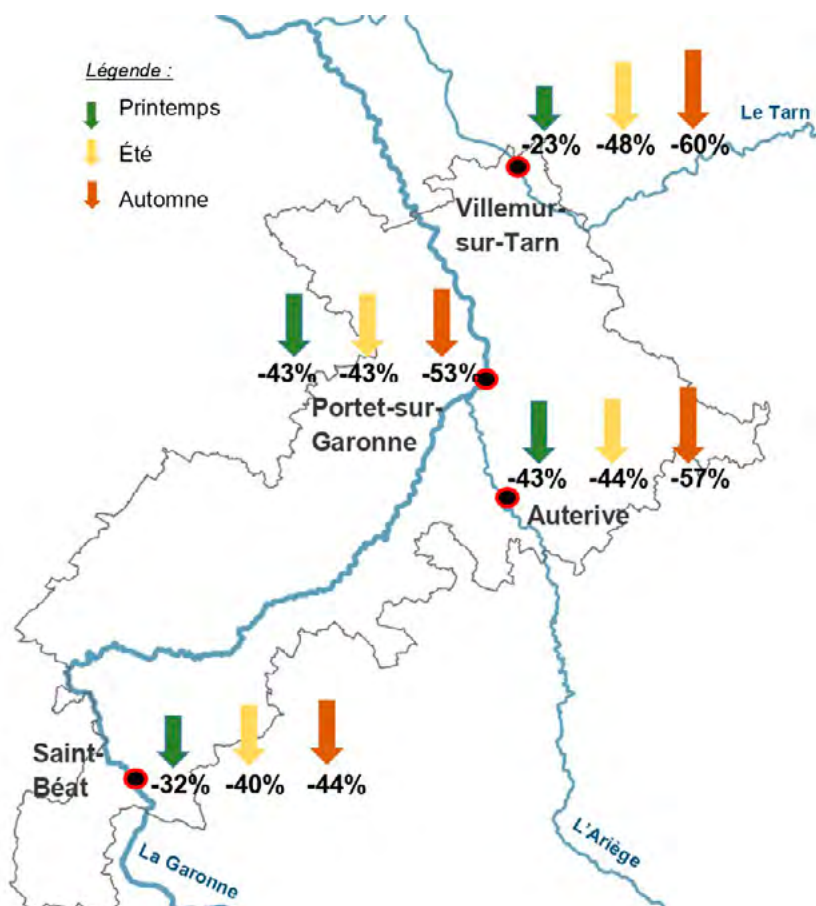 Légende :
Printemps
Été
Automne
Le Tarn
-23% -48% -60%
Villemur-
sur-Tarn
-43% -43% -53%
Portet-sur-
Garonne
-43% -44% -57%
Auterive
Saint-
Béat
-32% -40% -44%
La Garonne
L'Ariège